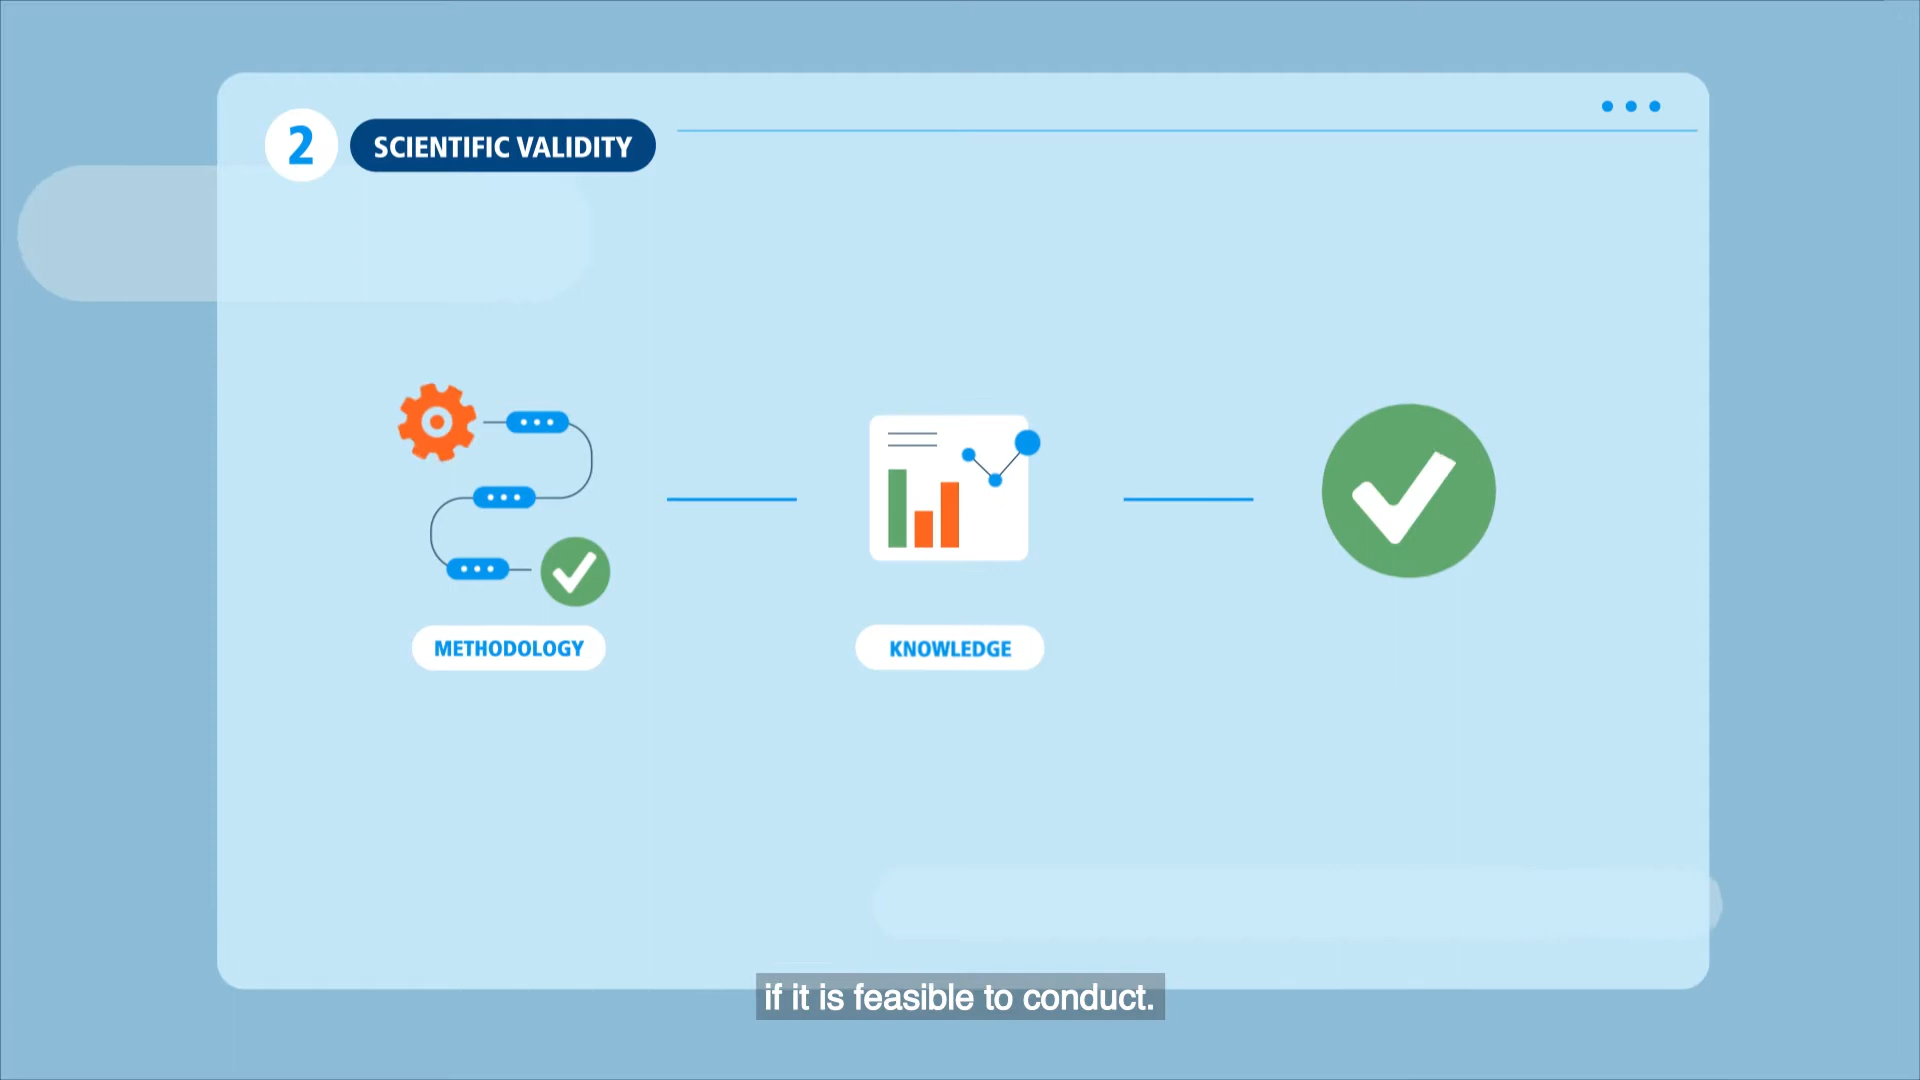 2 SCIENTIFIC VALIDITY
METHODOLOGY
KNOWLEDGE
if it is feasible to conduct.